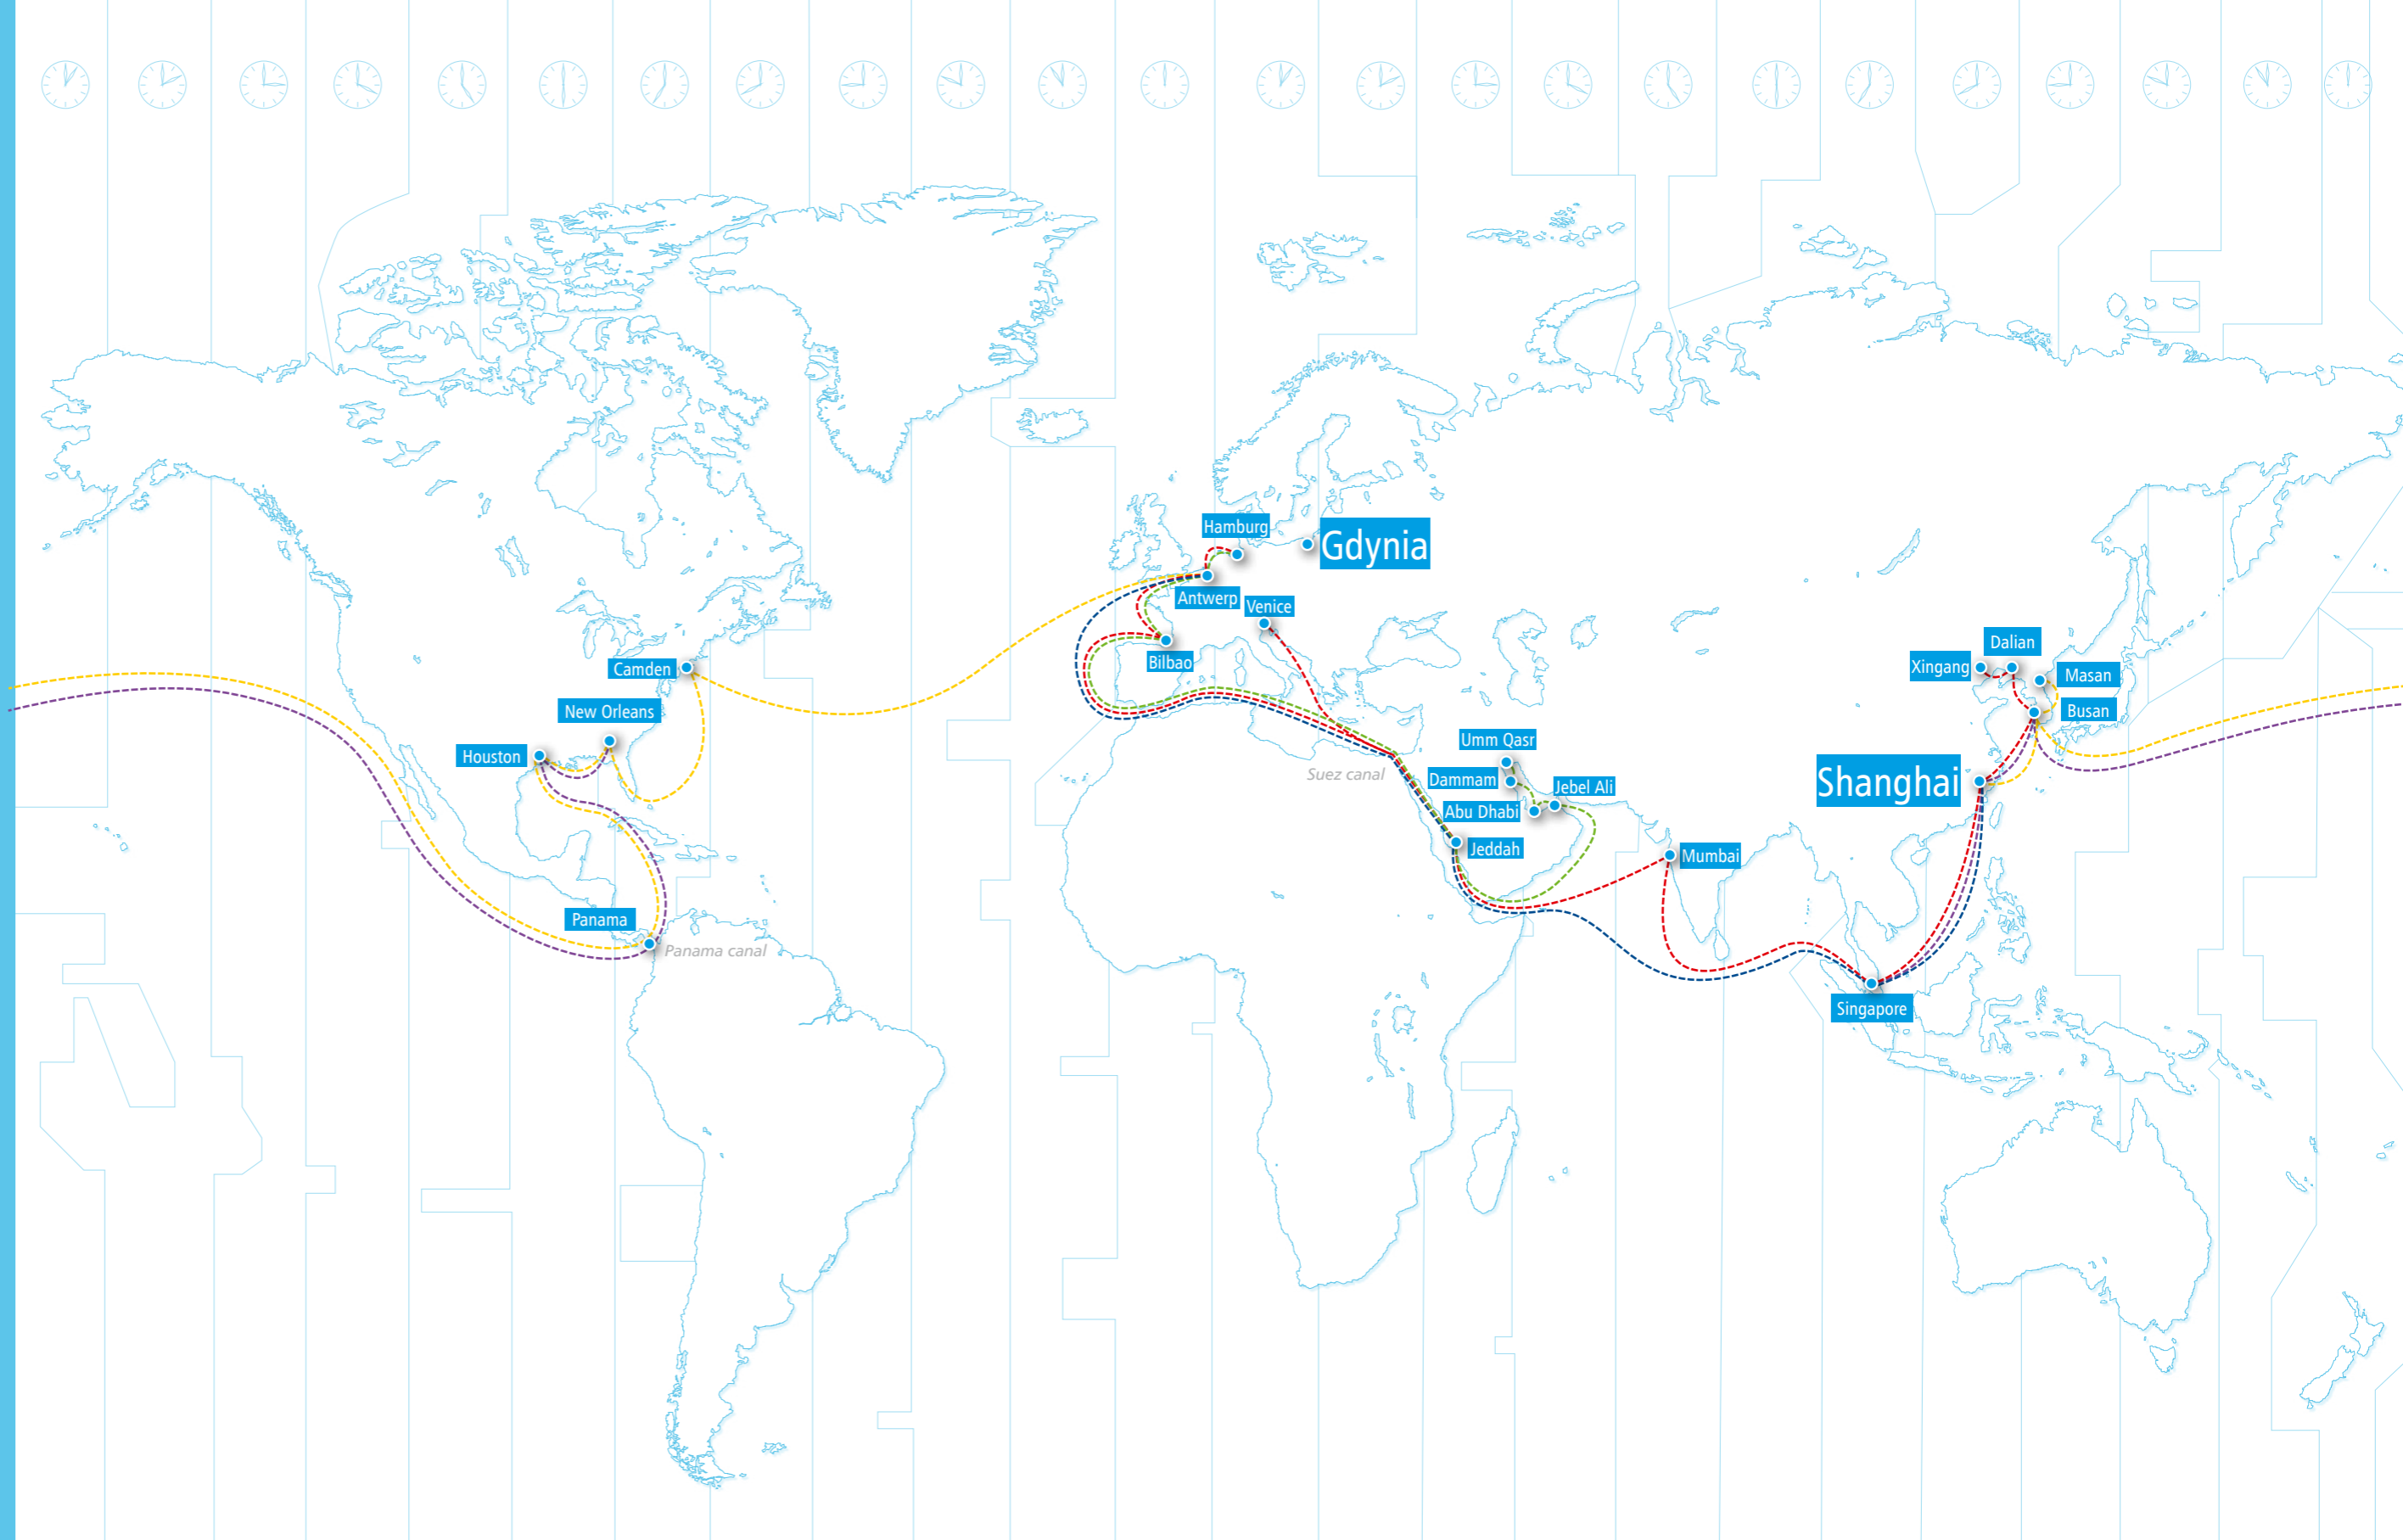 Hamburg
Gdynia
Antwerp
Venice
Bilbao
Camden
New Orleans
Houston
Panama
Panama canal
Suez canal
Umm Qasr
Dammam
Jebel Ali
Abu Dhabi
Jeddah
Mumbai
Dalian
Xingang
Masan
Busan
Shanghai
Singapore